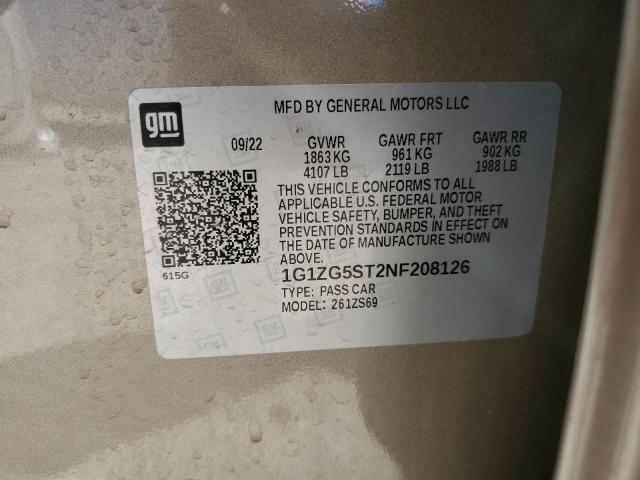 gm
MFD BY GENERAL MOTORS LLC
09/22 GVWR GAWR FRT GAWR RR
1863 KG 961 KG 902 KG
4107 LB 2119 LB 1988 LB
THIS VEHICLE CONFORMS TO ALL
APPLICABLE U.S. FEDERAL MOTOR
VEHICLE SAFETY, BUMPER, AND THEFT
PREVENTION STANDARDS IN EFFECT ON
THE DATE OF MANUFACTURE SHOWN
ABOVE.
615G
1G1ZG5ST2NF208126
TYPE: PASS CAR
MODEL: 261ZS69